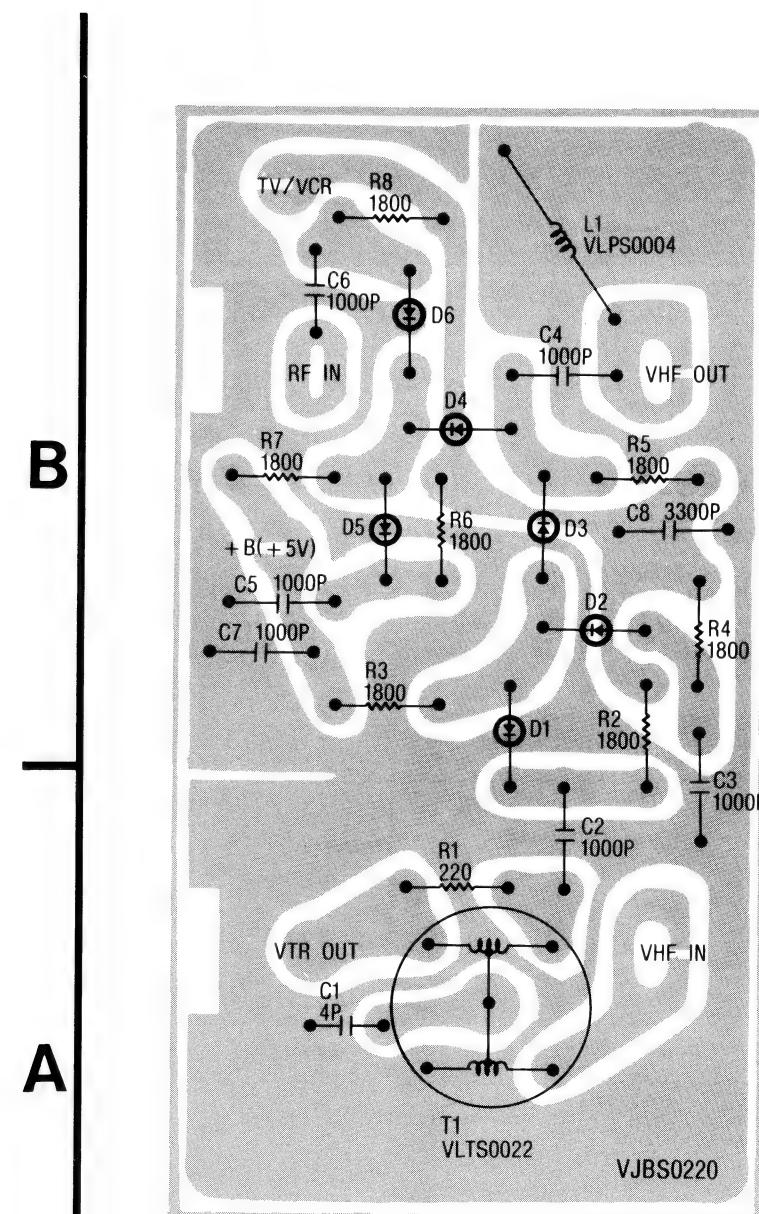 TV/VCR
R8
1800
L1
VLPS0004
C6
1000P
D6
C4
1000P
RF IN
VHF OUT
D4
B
R7
1800
R5
1800
D5
R6
1800
D3
C8 3300P
+B(+5V)
C5 1000P
D2
C7 1000P
R4
1800
R3
1800
D1
R2
1800
C3
1000P
C2
1000P
R1
220
VTR OUT
VHF IN
C1
4P
A
T1
VLTS0022
VJBS0220